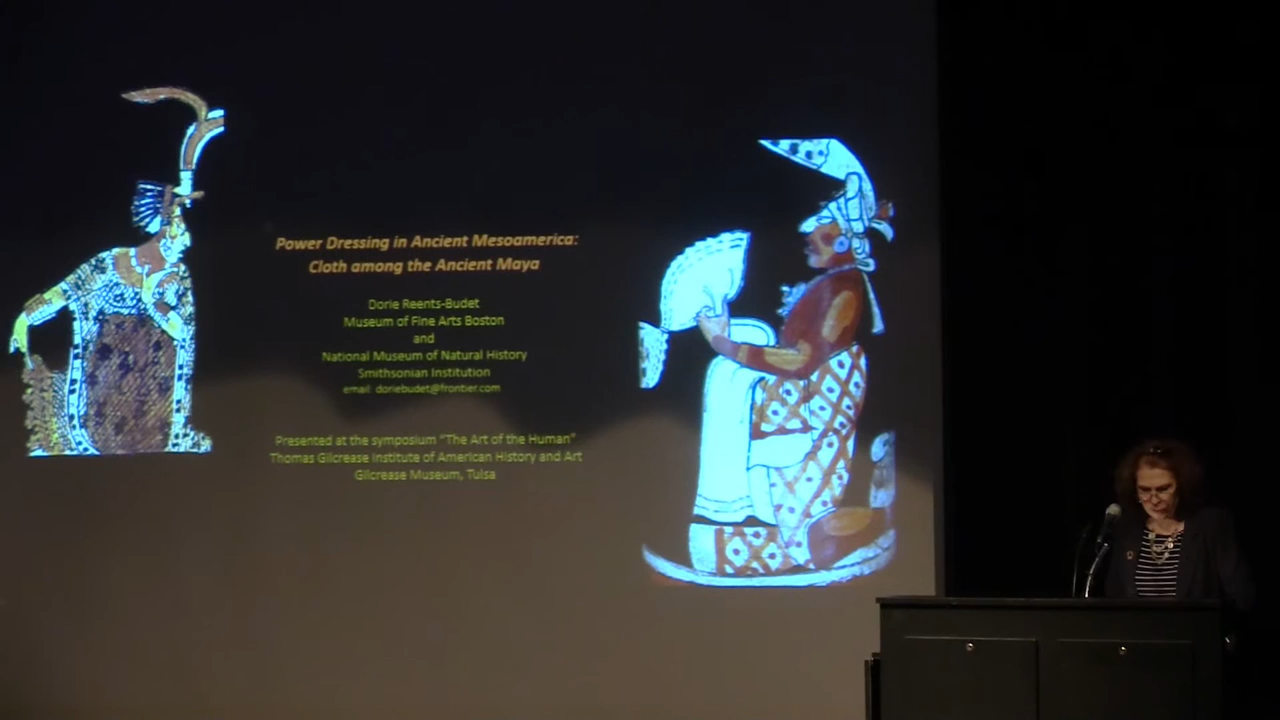 Power Dressing in Ancient Mesoamerica:
Cloth among the Ancient Maya
Dorie Reents-Budet
Museum of Fine Arts Boston
and
National Museum of Natural History
Smithsonian Institution
email: doriebudet@frontier.com
Presented at the symposium "The Art of the Human"
Thomas Gilcrease Institute of American History and Art
Gilcrease Museum, Tulsa